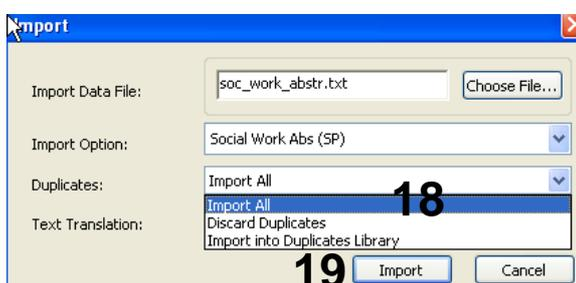 Import
Import Data File:
soc_work_abstr.txt
Choose File...
Import Option:
Social Work Abs (SP)
Duplicates:
Import All
Import All
18
Discard Duplicates
Text Translation:
Import into Duplicates Library
19
Import
Cancel